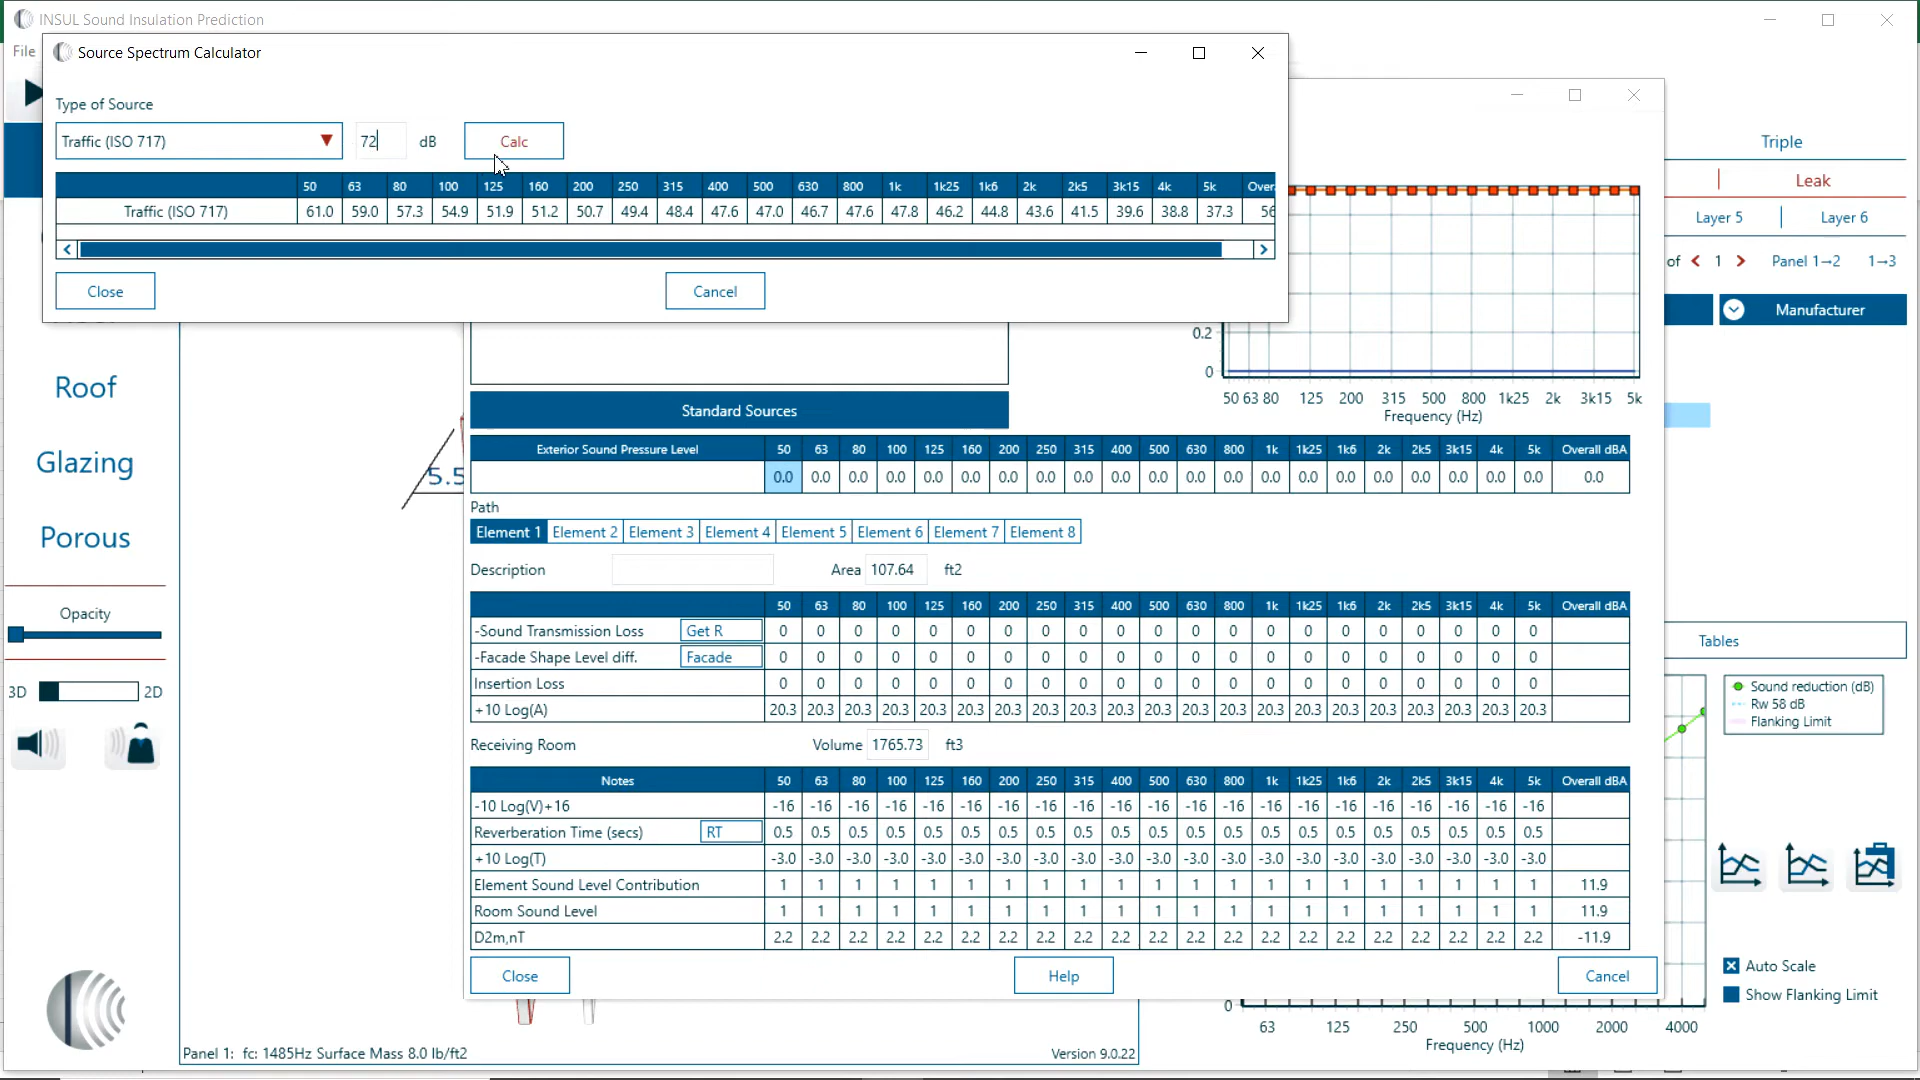 INSUL Sound Insulation Prediction
File
Source Spectrum Calculator
Type of Source
Traffic (ISO 717) 72 dB Calc
50 63 80 100 125 160 200 250 315 400 500 630 800 1k 1k25 1k6 2k 2k5 3k15 4k 5k
Traffic (ISO 717) 61.0 59.0 57.3 54.9 51.9 51.2 50.7 49.4 48.4 47.6 47.0 46.7 47.6 47.8 46.2 44.8 43.6 41.5 39.6 38.8 37.3 56
Close Cancel
Triple
Leak
Layer 5 Layer 6
of < 1 > Panel 1→2 1→3
Manufacturer
Roof
Glazing
Porous
Opacity
3D 2D
5.5
0.2
0
50 63 80 125 200 315 500 800 1k25 2k 3k15 5k
Frequency (Hz)
Standard Sources
Exterior Sound Pressure Level 50 63 80 100 125 160 200 250 315 400 500 630 800 1k 1k25 1k6 2k 2k5 3k15 4k 5k Overall dBA
0.0 0.0 0.0 0.0 0.0 0.0 0.0 0.0 0.0 0.0 0.0 0.0 0.0 0.0 0.0 0.0 0.0 0.0 0.0 0.0 0.0 0.0
Path
Element 1 Element 2 Element 3 Element 4 Element 5 Element 6 Element 7 Element 8
Description Area 107.64 ft2
50 63 80 100 125 160 200 250 315 400 500 630 800 1k 1k25 1k6 2k 2k5 3k15 4k 5k Overall dBA
-Sound Transmission Loss Get R 0 0 0 0 0 0 0 0 0 0 0 0 0 0 0 0 0 0 0 0 0
-Facade Shape Level diff. Facade 0 0 0 0 0 0 0 0 0 0 0 0 0 0 0 0 0 0 0 0 0
Insertion Loss 0 0 0 0 0 0 0 0 0 0 0 0 0 0 0 0 0 0 0 0 0
+10 Log(A) 20.3 20.3 20.3 20.3 20.3 20.3 20.3 20.3 20.3 20.3 20.3 20.3 20.3 20.3 20.3 20.3 20.3 20.3 20.3 20.3 20.3
Receiving Room Volume 1765.73 ft3
Notes 50 63 80 100 125 160 200 250 315 400 500 630 800 1k 1k25 1k6 2k 2k5 3k15 4k 5k Overall dBA
-10 Log(V)+16 -16 -16 -16 -16 -16 -16 -16 -16 -16 -16 -16 -16 -16 -16 -16 -16 -16 -16 -16 -16 -16
Reverberation Time (secs) RT 0.5 0.5 0.5 0.5 0.5 0.5 0.5 0.5 0.5 0.5 0.5 0.5 0.5 0.5 0.5 0.5 0.5 0.5 0.5 0.5 0.5
+10 Log(T) -3.0 -3.0 -3.0 -3.0 -3.0 -3.0 -3.0 -3.0 -3.0 -3.0 -3.0 -3.0 -3.0 -3.0 -3.0 -3.0 -3.0 -3.0 -3.0 -3.0 -3.0
Element Sound Level Contribution 1 1 1 1 1 1 1 1 1 1 1 1 1 1 1 1 1 1 1 1 1 11.9
Room Sound Level 1 1 1 1 1 1 1 1 1 1 1 1 1 1 1 1 1 1 1 1 1 11.9
D2m,nT 2.2 2.2 2.2 2.2 2.2 2.2 2.2 2.2 2.2 2.2 2.2 2.2 2.2 2.2 2.2 2.2 2.2 2.2 2.2 2.2 2.2 -11.9
Close Help Cancel
Tables
Sound reduction (dB)
Rw 58 dB
Flanking Limit
Auto Scale
Show Flanking Limit
0
63 125 250 500 1000 2000 4000
Frequency (Hz)
Panel 1: fc: 1485Hz Surface Mass 8.0 lb/ft2 Version 9.0.22